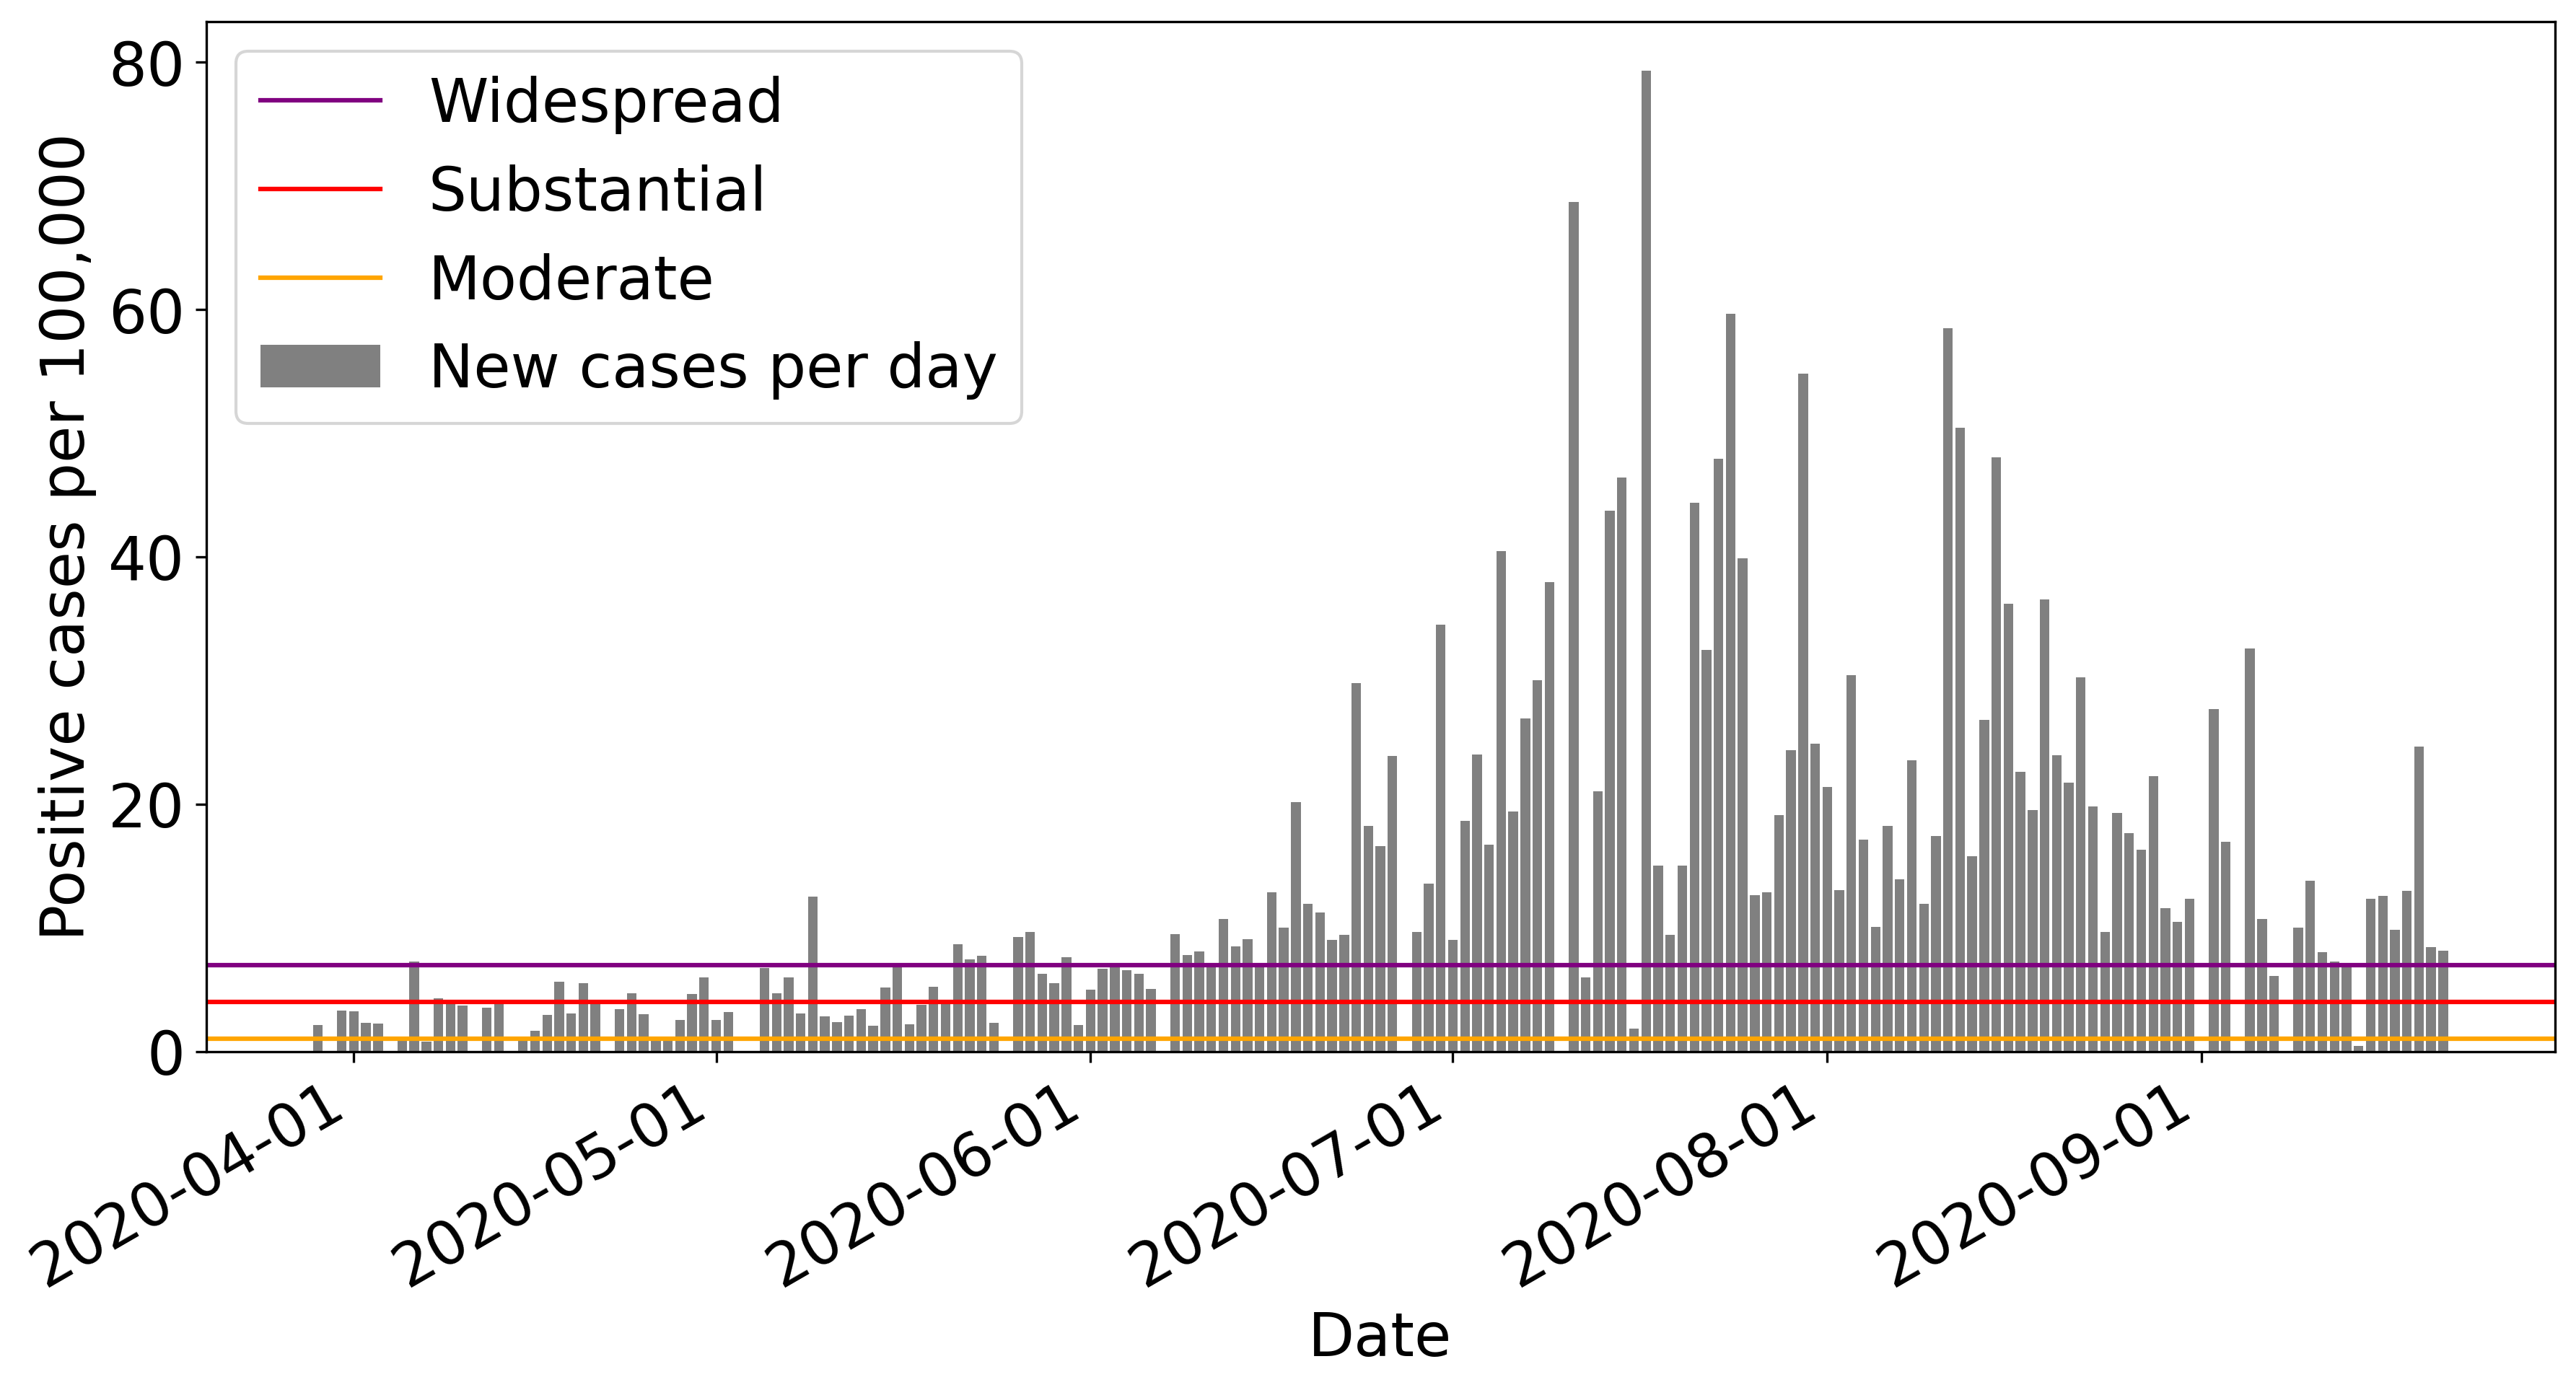 Positive cases per 100,000
80
60
40
20
0
Widespread
Substantial
Moderate
New cases per day
2020-04-01
2020-05-01
2020-06-01
2020-07-01
2020-08-01
2020-09-01
Date